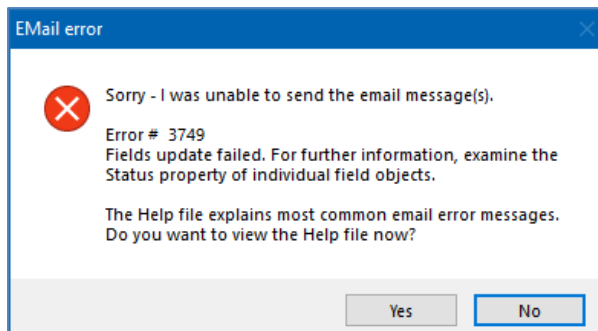 EMail error
Sorry - I was unable to send the email message(s).
Error # 3749
Fields update failed. For further information, examine the
Status property of individual field objects.
The Help file explains most common email error messages.
Do you want to view the Help file now?
Yes
No